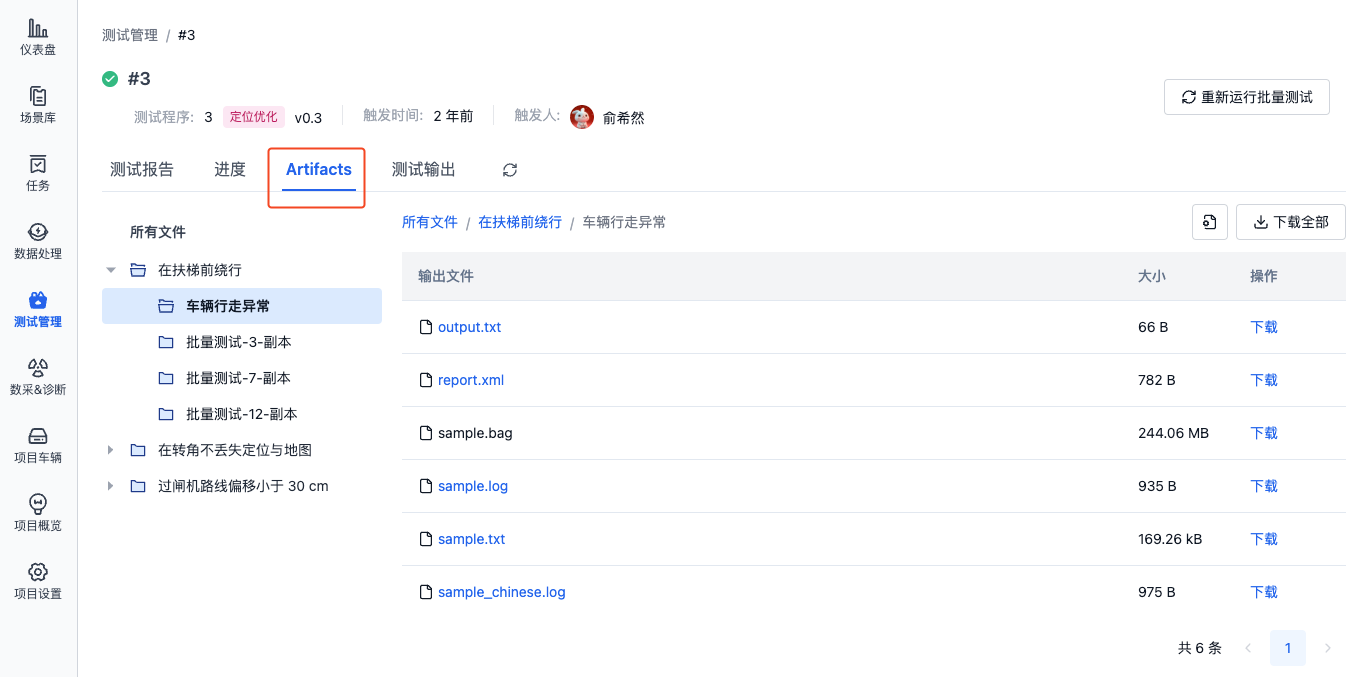 仪表盘
场景库
任务
数据处理
测试管理
数采&诊断
项目车辆
项目概览
项目设置
测试管理 / #3
#3
测试程序: 3 定位优化 v0.3 触发时间: 2 年前 触发人: 俞希然
重新运行批量测试
测试报告 进度 Artifacts 测试输出
所有文件
在扶梯前绕行
车辆行走异常
批量测试-3-副本
批量测试-7-副本
批量测试-12-副本
在转角不丢失定位与地图
过闸机路线偏移小于 30 cm
所有文件 / 在扶梯前绕行 / 车辆行走异常
下载全部
输出文件 大小 操作
output.txt 66 B 下载
report.xml 782 B 下载
sample.bag 244.06 MB 下载
sample.log 935 B 下载
sample.txt 169.26 kB 下载
sample_chinese.log 975 B 下载
共 6 条 1